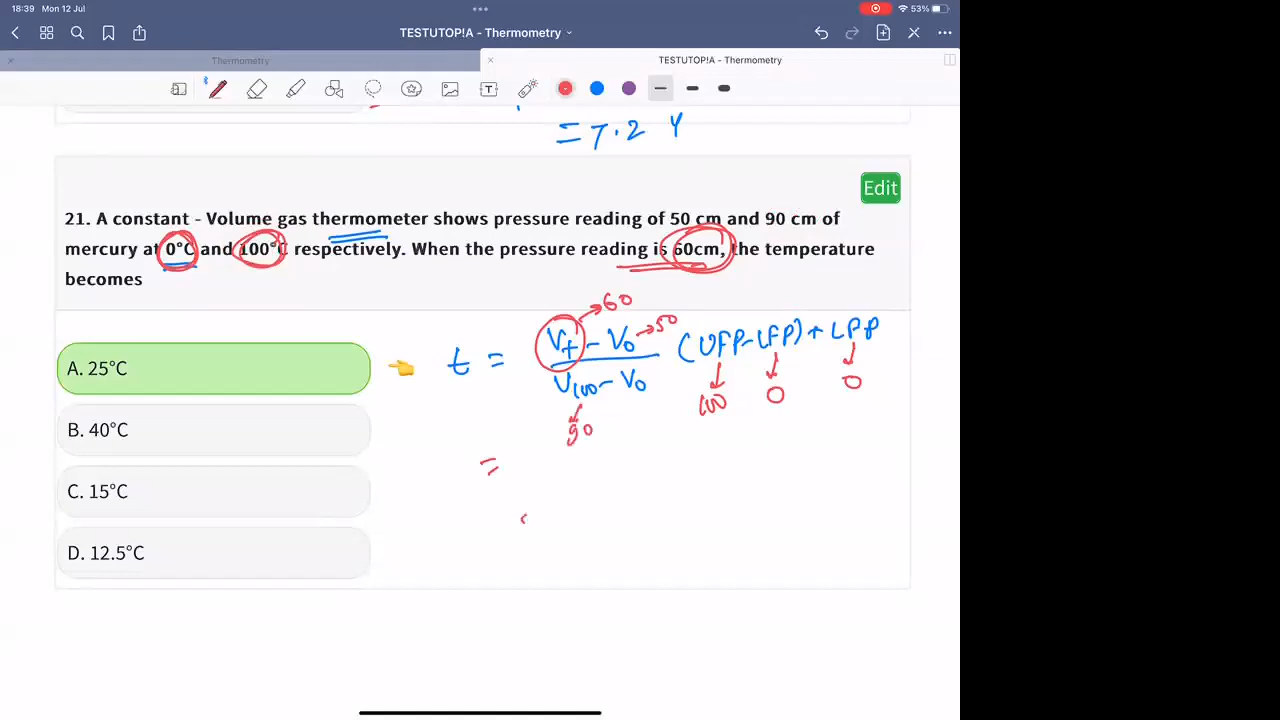 18:39 Mon 12 Jul
53%
TESTUTOP!A - Thermometry
Thermometry
TESTUTOP!A - Thermometry
= 7.2 Y
Edit
21. A constant - Volume gas thermometer shows pressure reading of 50 cm and 90 cm of
mercury at 0°C and 100°C respectively. When the pressure reading is 60cm, the temperature
becomes
→60
→50
t = Vt - V0 / V100 - V0 (UFP-LFP) + LFP
100 0 0
90
=
A. 25°C
B. 40°C
C. 15°C
D. 12.5°C